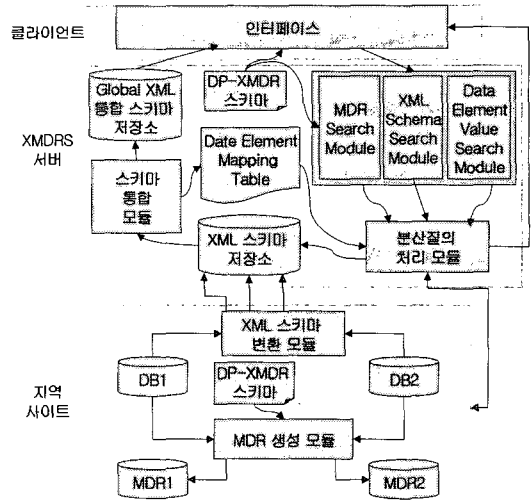 클라이언트
인터페이스
Global XML
통합 스키마
저장소
DP-XMDR
스키마
MDR
Search
Module
XML
Schema
Search
Module
Data
Element
Value
Search
Module
XMDRS
서버
스키마
통합
모듈
Date Element
Mapping
Table
XML 스키마
저장소
분산질의
처리 모듈
XML 스키마
변환 모듈
지역
사이트
DB1
DP-XMDR
스키마
DB2
MDR 생성 모듈
MDR1
MDR2